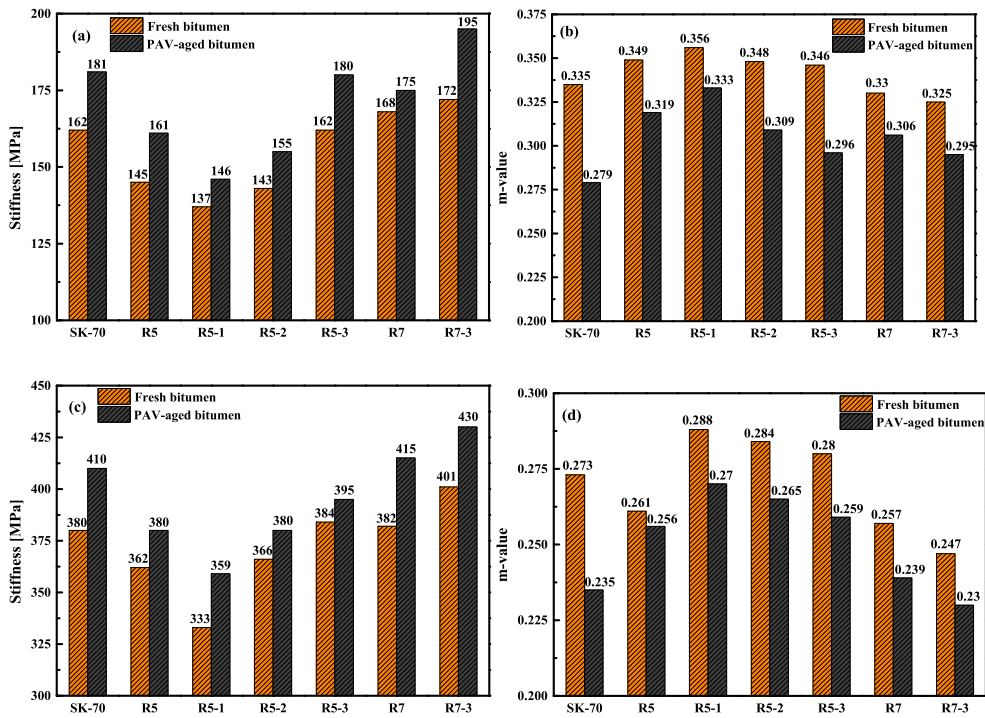 (a)
Fresh bitumen
PAV-aged bitumen
Stiffness [MPa]
200
175
150
125
100
162 181 145 161 137 146 143 155 162 180 168 175 172 195
SK-70 R5 R5-1 R5-2 R5-3 R7 R7-3
(b)
Fresh bitumen
PAV-aged bitumen
m-value
0.375
0.350
0.325
0.300
0.275
0.250
0.225
0.200
0.335 0.279 0.349 0.319 0.356 0.333 0.348 0.309 0.346 0.296 0.33 0.306 0.325 0.295
SK-70 R5 R5-1 R5-2 R5-3 R7 R7-3
(c)
Fresh bitumen
PAV-aged bitumen
Stiffness [MPa]
450
425
400
375
350
325
300
380 410 362 380 333 359 366 380 384 395 382 415 401 430
SK-70 R5 R5-1 R5-2 R5-3 R7 R7-3
(d)
Fresh bitumen
PAV-aged bitumen
m-value
0.300
0.275
0.250
0.225
0.200
0.273 0.235 0.261 0.256 0.288 0.27 0.284 0.265 0.28 0.259 0.257 0.239 0.247 0.23
SK-70 R5 R5-1 R5-2 R5-3 R7 R7-3